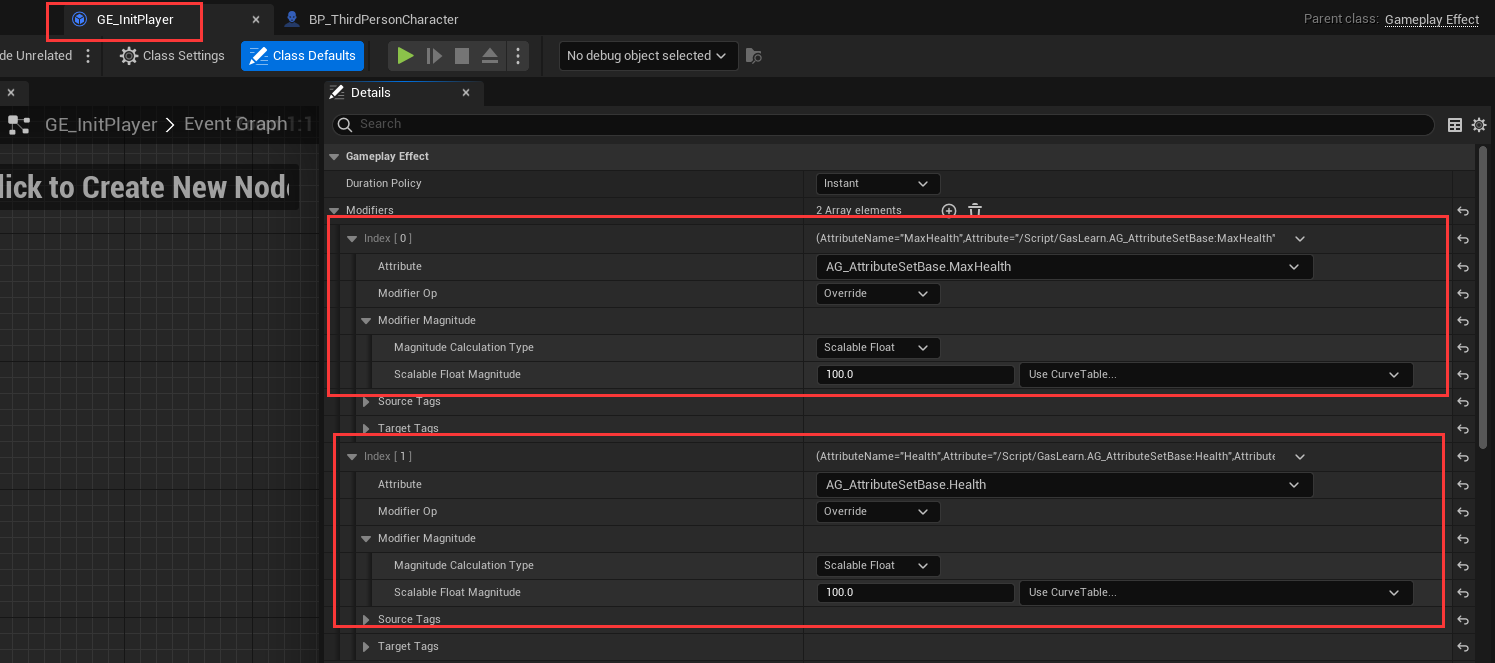 GE_InitPlayer
BP_ThirdPersonCharacter
Parent class: Gameplay Effect
de Unrelated
Class Settings
Class Defaults
No debug object selected
Details
GE_InitPlayer > Event Graph
1:1
Search
lick to Create New Node
Gameplay Effect
Duration Policy
Instant
Modifiers
2 Array elements
Index [ 0 ]
(AttributeName="MaxHealth",Attribute="/Script/GasLearn.AG_AttributeSetBase:MaxHealth"
Attribute
AG_AttributeSetBase.MaxHealth
Modifier Op
Override
Modifier Magnitude
Magnitude Calculation Type
Scalable Float
Scalable Float Magnitude
100.0
Use CurveTable...
Source Tags
Target Tags
Index [ 1 ]
(AttributeName="Health",Attribute="/Script/GasLearn.AG_AttributeSetBase:Health",Attribute
Attribute
AG_AttributeSetBase.Health
Modifier Op
Override
Modifier Magnitude
Magnitude Calculation Type
Scalable Float
Scalable Float Magnitude
100.0
Use CurveTable...
Source Tags
Target Tags